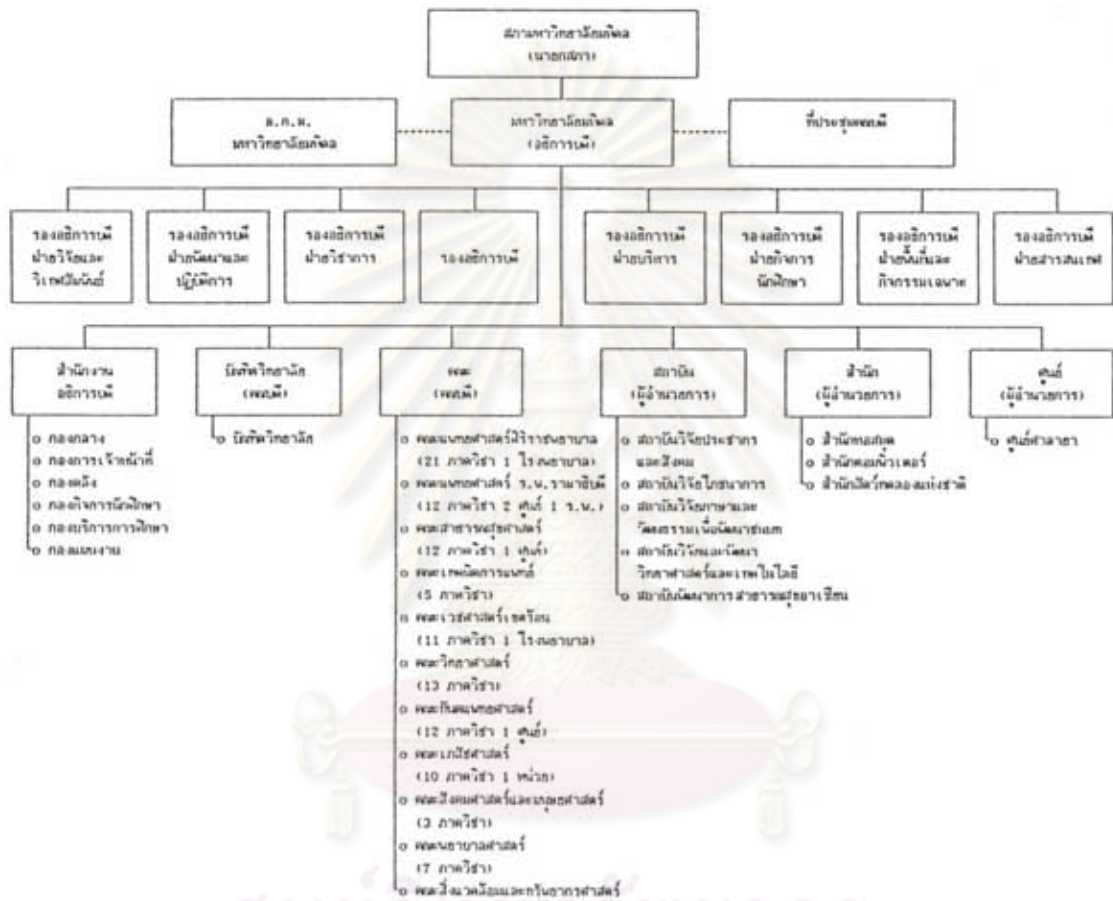 สภามหาวิทยาลัยมหิดล
(นายกสภา)
อ.ก.ม.
มหาวิทยาลัยมหิดล
มหาวิทยาลัยมหิดล
(อธิการบดี)
ที่ประชุมคณบดี
รองอธิการบดี
ฝ่ายวิจัยและ
วิเทศสัมพันธ์
รองอธิการบดี
ฝ่ายพัฒนาและ
ปฏิบัติการ
รองอธิการบดี
ฝ่ายวิชาการ
รองอธิการบดี
รองอธิการบดี
ฝ่ายบริหาร
รองอธิการบดี
ฝ่ายกิจการ
นักศึกษา
รองอธิการบดี
ฝ่ายพื้นที่และ
กิจกรรมเฉพาะ
รองอธิการบดี
ฝ่ายสารสนเทศ
สำนักงาน
อธิการบดี
o กองกลาง
o กองการเจ้าหน้าที่
o กองคลัง
o กองกิจการนักศึกษา
o กองบริการการศึกษา
o กองแผนงาน
บัณฑิตวิทยาลัย
(คณบดี)
o บัณฑิตวิทยาลัย
คณะ
(คณบดี)
o คณะแพทยศาสตร์ศิริราชพยาบาล
(21 ภาควิชา 1 โรงพยาบาล)
o คณะแพทยศาสตร์ ร.พ.รามาธิบดี
(12 ภาควิชา 2 ศูนย์ 1 ร.พ.)
o คณะสาธารณสุขศาสตร์
(12 ภาควิชา 1 ศูนย์)
o คณะเทคนิคการแพทย์
(5 ภาควิชา)
o คณะเวชศาสตร์เขตร้อน
(11 ภาควิชา 1 โรงพยาบาล)
o คณะวิทยาศาสตร์
(13 ภาควิชา)
o คณะทันตแพทยศาสตร์
(12 ภาควิชา 1 ศูนย์)
o คณะเภสัชศาสตร์
(10 ภาควิชา 1 หน่วย)
o คณะสังคมศาสตร์และมนุษยศาสตร์
(3 ภาควิชา)
o คณะพยาบาลศาสตร์
(7 ภาควิชา)
o คณะสิ่งแวดล้อมและทรัพยากรศาสตร์
สถาบัน
(ผู้อำนวยการ)
o สถาบันวิจัยประชากร
และสังคม
o สถาบันวิจัยโภชนาการ
o สถาบันวิจัยภาษาและ
วัฒนธรรมเพื่อพัฒนาชนบท
o สถาบันวิจัยและพัฒนา
วิทยาศาสตร์และเทคโนโลยี
o สถาบันพัฒนาการสาธารณสุขอาเซียน
สำนัก
(ผู้อำนวยการ)
o สำนักหอสมุด
o สำนักคอมพิวเตอร์
o สำนักสัตว์ทดลองแห่งชาติ
ศูนย์
(ผู้อำนวยการ)
o ศูนย์ศาลายา